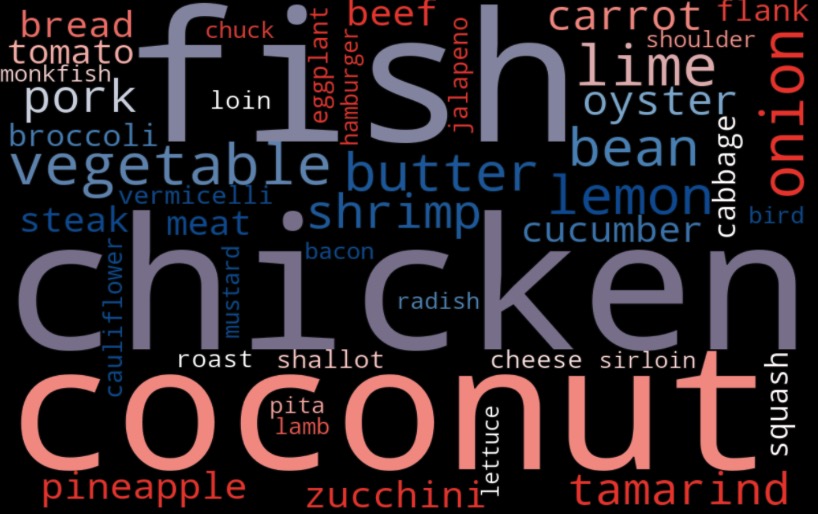 bread
chuck
beef
carrot
flank
tomato
fish
eggplant
hamburger
jalapeno
shoulder
monkfish
lime
pork
loin
oyster
onion
broccoli
bean
cabbage
vegetable
butter
vermicelli
lemon
steak
meat
shrimp
cucumber
bird
chicken
cauliflower
mustard
bacon
radish
roast
shallot
cheese
sirloin
squash
coconut
pita
lamb
lettuce
pineapple
zucchini
tamarind